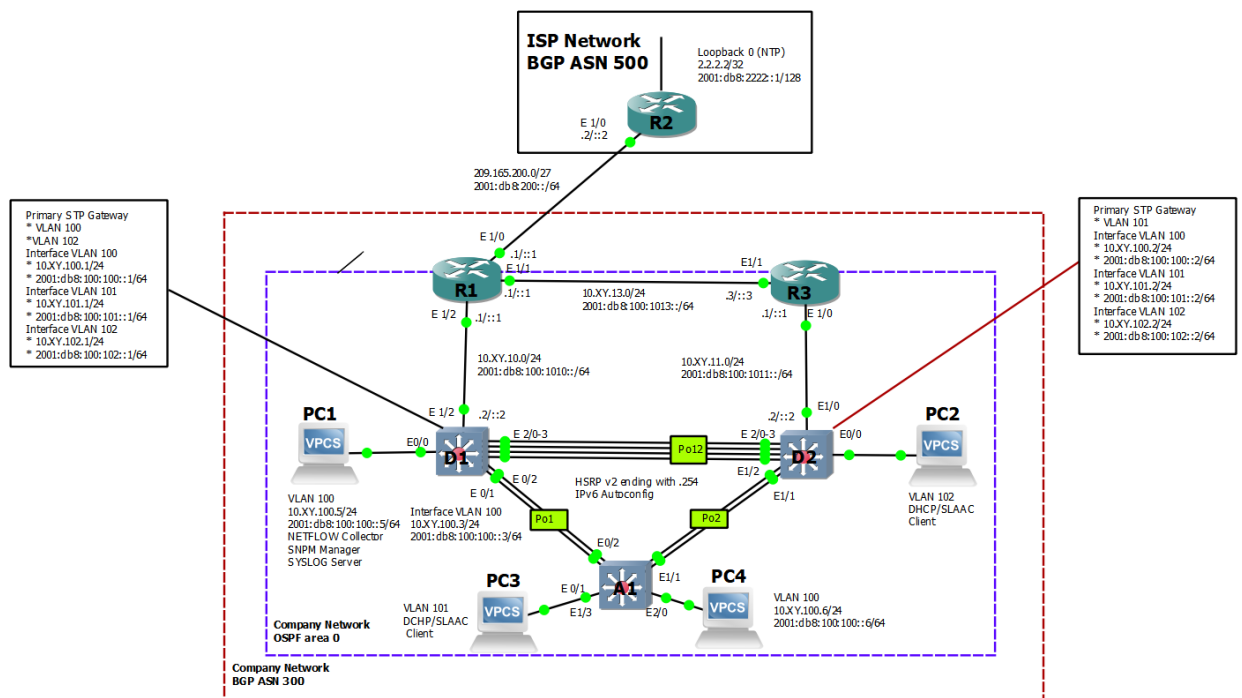 ISP Network
BGP ASN 500
Loopback 0 (NTP)
2.2.2.2/32
2001:db8:2222::1/128
R2
E 1/0
.2/::2
209.165.200.0/27
2001:db8:200::/64
Primary STP Gateway
* VLAN 100
*VLAN 102
Interface VLAN 100
* 10.XY.100.1/24
* 2001:db8:100:100::1/64
Interface VLAN 101
* 10.XY.101.1/24
* 2001:db8:100:101::1/64
Interface VLAN 102
* 10.XY.102.1/24
* 2001:db8:100:102::1/64
Primary STP Gateway
* VLAN 101
Interface VLAN 100
* 10.XY.100.2/24
* 2001:db8:100:100::2/64
Interface VLAN 101
* 10.XY.101.2/24
* 2001:db8:100:101::2/64
Interface VLAN 102
* 10.XY.102.2/24
* 2001:db8:100:102::2/64
E 1/0
.1/::1
E 1/1
.1/::1
R1
E 1/2
.1/::1
10.XY.13.0/24
2001:db8:100:1013::/64
E1/1
.3/::3
R3
.1/::1
E 1/0
10.XY.10.0/24
2001:db8:100:1010::/64
10.XY.11.0/24
2001:db8:100:1011::/64
E 1/2
.2/::2
E1/0
.2/::2
PC1
VPCS
E0/0
D1
E 2/0-3
Po12
E 2/0-3
D2
E0/0
PC2
VPCS
E 0/2
E 0/1
E1/2
E1/1
HSRP v2 ending with .254
IPv6 Autoconfig
VLAN 100
10.XY.100.5/24
2001:db8:100:100::5/64
NETFLOW Collector
SNPM Manager
SYSLOG Server
Interface VLAN 100
10.XY.100.3/24
2001:db8:100:100::3/64
Po1
Po2
VLAN 102
DHCP/SLAAC
Client
E0/2
E 0/1
A1
E1/1
E1/3
E2/0
PC3
VPCS
VLAN 101
DCHP/SLAAC
Client
PC4
VPCS
VLAN 100
10.XY.100.6/24
2001:db8:100:100::6/64
Company Network
OSPF area 0
Company Network
BGP ASN 300